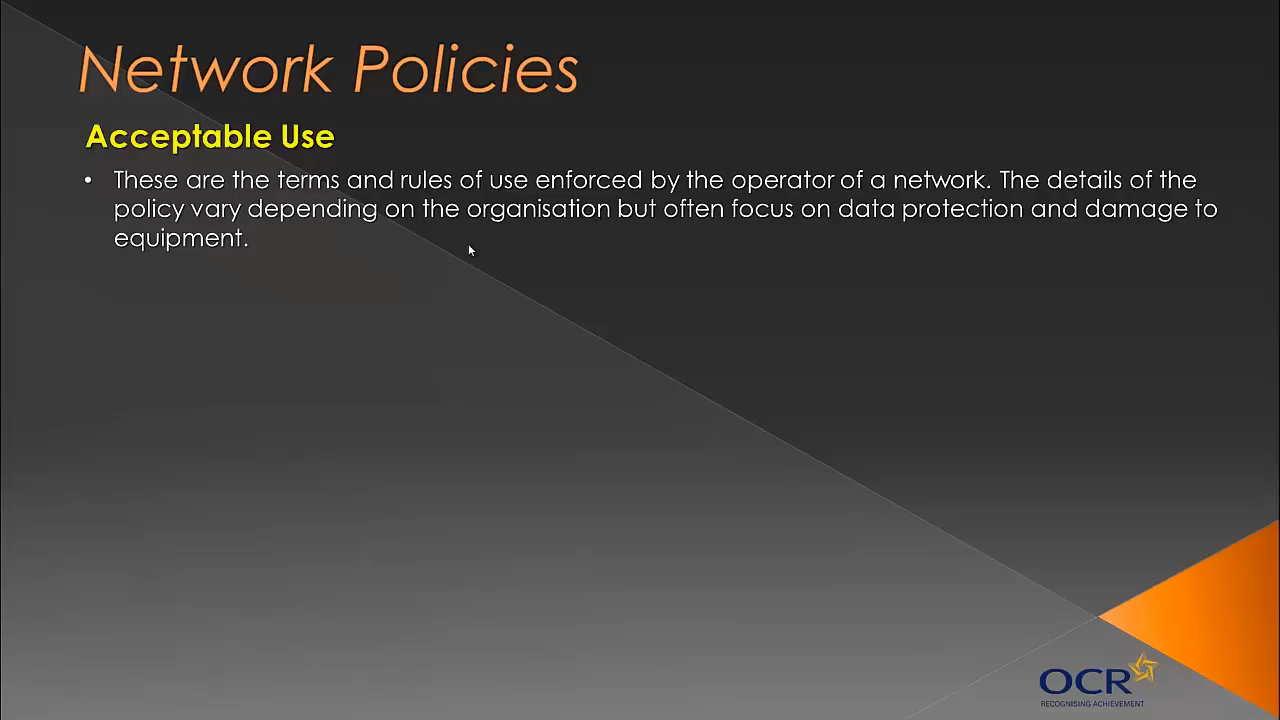 Network Policies
Acceptable Use
• These are the terms and rules of use enforced by the operator of a network. The details of the
policy vary depending on the organisation but often focus on data protection and damage to
equipment.
OCR
RECOGNISING ACHIEVEMENT